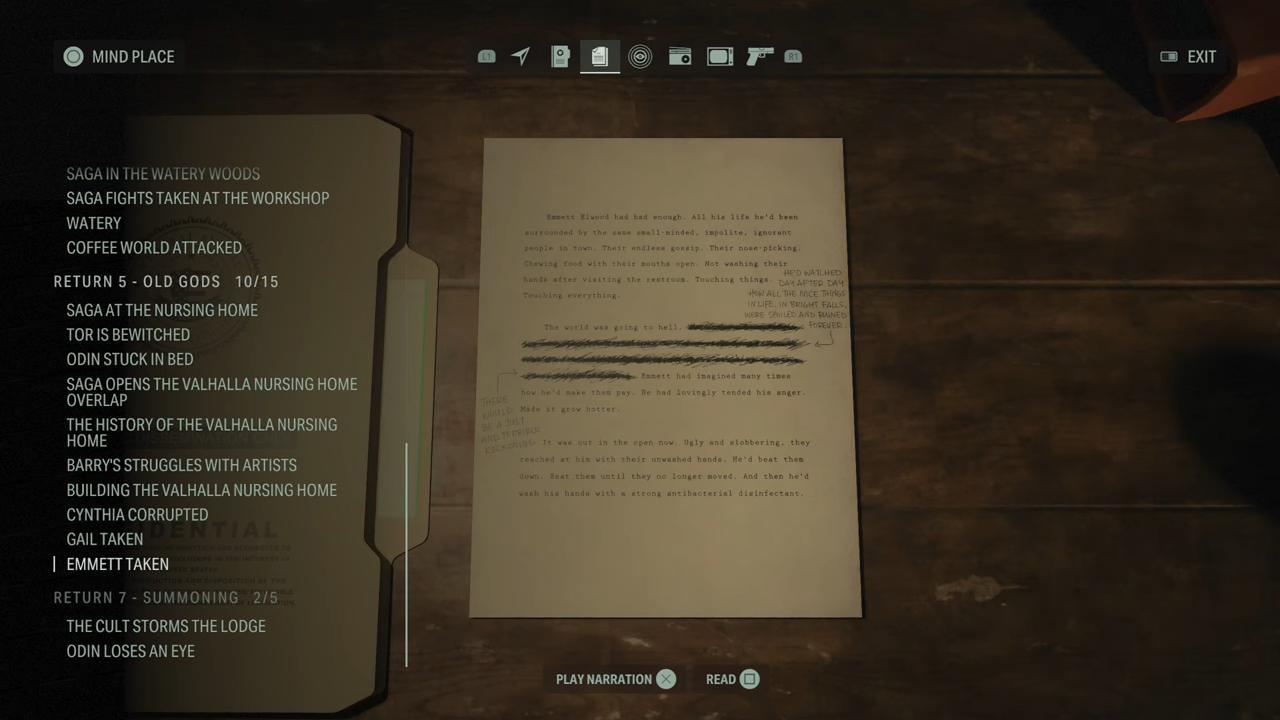 MIND PLACE
L1
R1
EXIT
SAGA IN THE WATERY WOODS
SAGA FIGHTS TAKEN AT THE WORKSHOP
WATERY
COFFEE WORLD ATTACKED
RETURN 5 - OLD GODS 10/15
SAGA AT THE NURSING HOME
TOR IS BEWITCHED
ODIN STUCK IN BED
SAGA OPENS THE VALHALLA NURSING HOME
OVERLAP
THE HISTORY OF THE VALHALLA NURSING
HOME
BARRY'S STRUGGLES WITH ARTISTS
BUILDING THE VALHALLA NURSING HOME
CYNTHIA CORRUPTED
GAIL TAKEN
EMMETT TAKEN
RETURN 7 - SUMMONING 2/5
THE CULT STORMS THE LODGE
ODIN LOSES AN EYE
DENTIAL
Emmett Elwood had had enough. All his life he'd been
surrounded by the same small-minded, impolite, ignorant
people in town. Their endless gossip. Their nose-picking.
Chewing food with their mouths open. Not washing their
hands after visiting the restroom. Touching things.
Touching everything.
HE'D WATCHED
DAY AFTER DAY
HOW ALL THE NICE THINGS
IN LIFE, IN BRIGHT FALLS,
WERE SPOILED AND RUINED
FOREVER.
The world was going to hell.
Emmett had imagined many times
how he'd make them pay. He had lovingly tended his anger.
Made it grow hotter.
THERE
WOULD
BE A JUST
AND TERRIBLE
RECKONING.
It was out in the open now. Ugly and slobbering, they
reached at him with their unwashed hands. He'd beat them
down. Beat them until they no longer moved. And then he'd
wash his hands with a strong antibacterial disinfectant.
PLAY NARRATION
READ